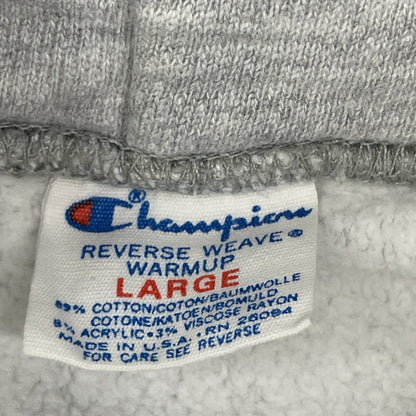 Champion®
REVERSE WEAVE®
WARMUP
LARGE
89% COTTON/COTON/BAUMWOLLE
COTONE/KATOEN/BOMULD
8% ACRYLIC•3% VISCOSE RAYON
MADE IN U.S.A. RN 26094
FOR CARE SEE REVERSE